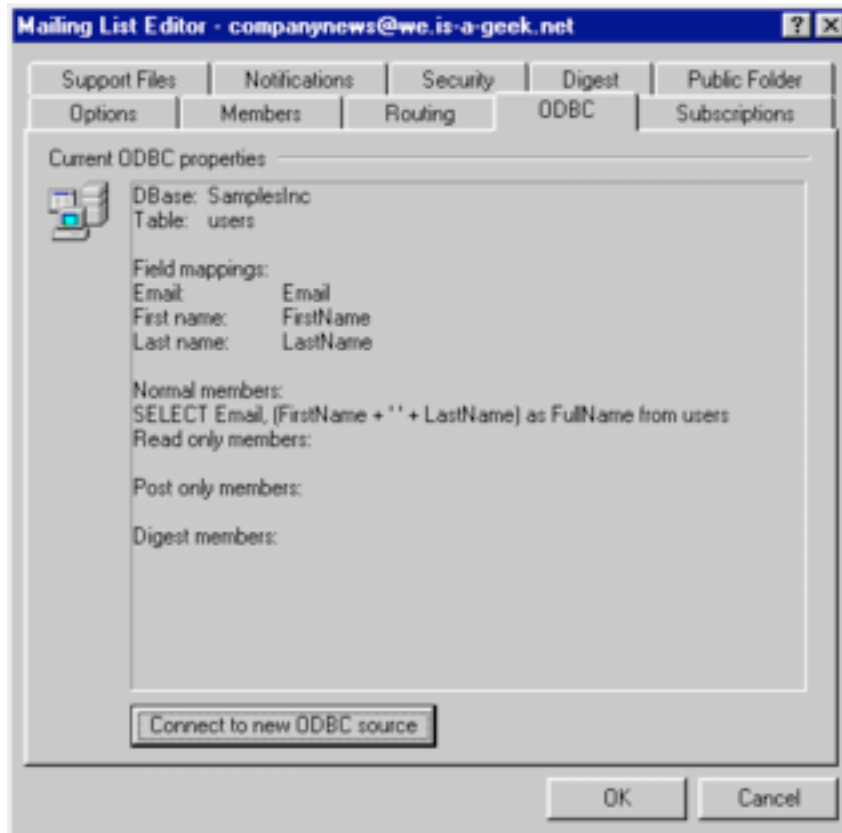 Mailing List Editor - companynews@we.is-a-geek.net
Support Files Notifications Security Digest Public Folder
Options Members Routing ODBC Subscriptions
Current ODBC properties
DBase: SamplesInc
Table: users
Field mappings:
Email: Email
First name: FirstName
Last name: LastName
Normal members:
SELECT Email, (FirstName + ' ' + LastName) as FullName from users
Read only members:
Post only members:
Digest members:
Connect to new ODBC source
OK Cancel